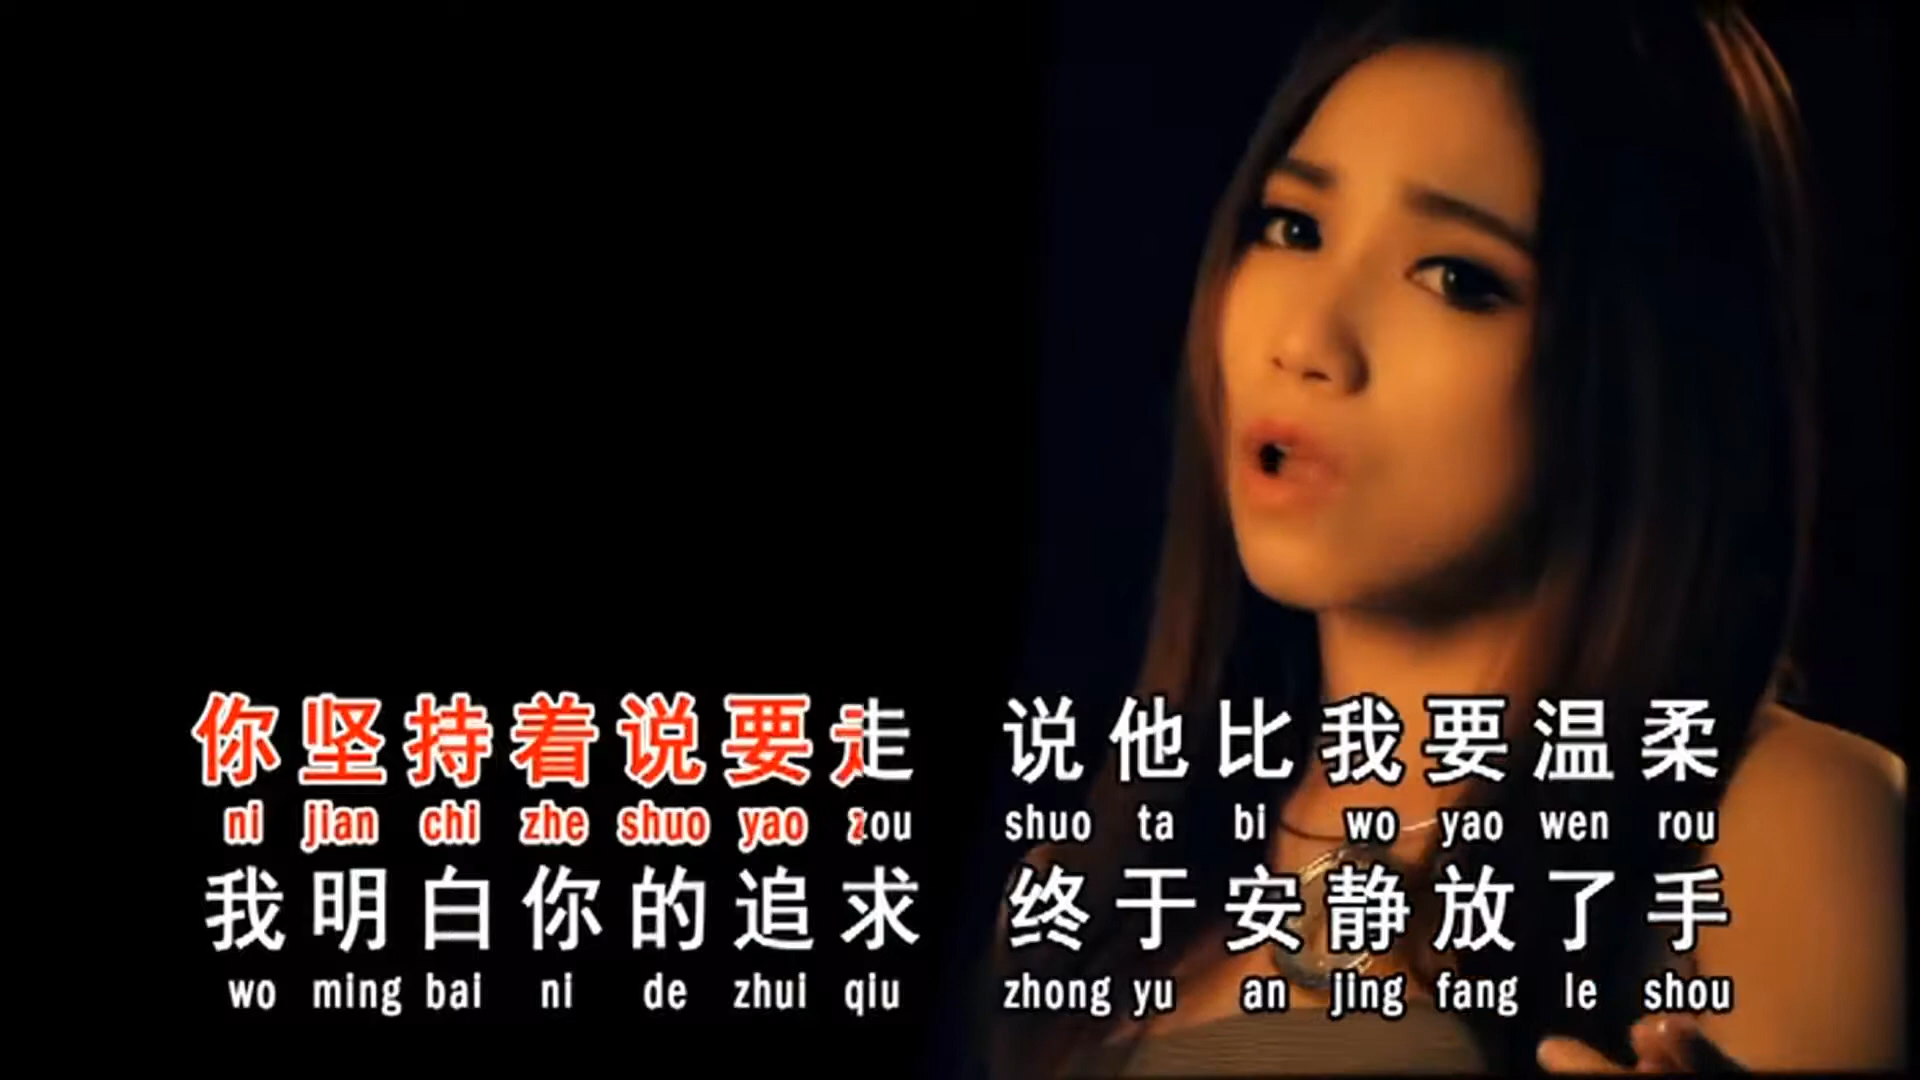 你坚持着说要走 说他比我要温柔
ni jian chi zhe shuo yao zou shuo ta bi wo yao wen rou
我明白你的追求 终于安静放了手
wo ming bai ni de zhui qiu zhong yu an jing fang le shou